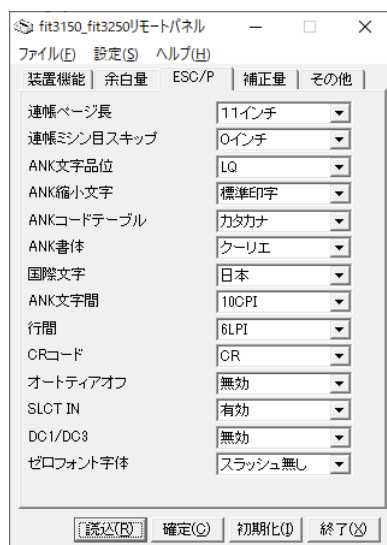 fit3150_fit3250リモートパネル
ファイル(F) 設定(S) ヘルプ(H)
装置機能 余白量 ESC/P 補正量 その他
連帳ページ長 11インチ
連帳ミシン目スキップ 0インチ
ANK文字品位 LQ
ANK縮小文字 標準印字
ANKコードテーブル カタカナ
ANK書体 クーリエ
国際文字 日本
ANK文字間 10CPI
行間 6LPI
CRコード CR
オートティアオフ 無効
SLCT IN 有効
DC1/DC3 無効
ゼロフォント字体 スラッシュ無し
読込(R) 確定(C) 初期化(I) 終了(X)